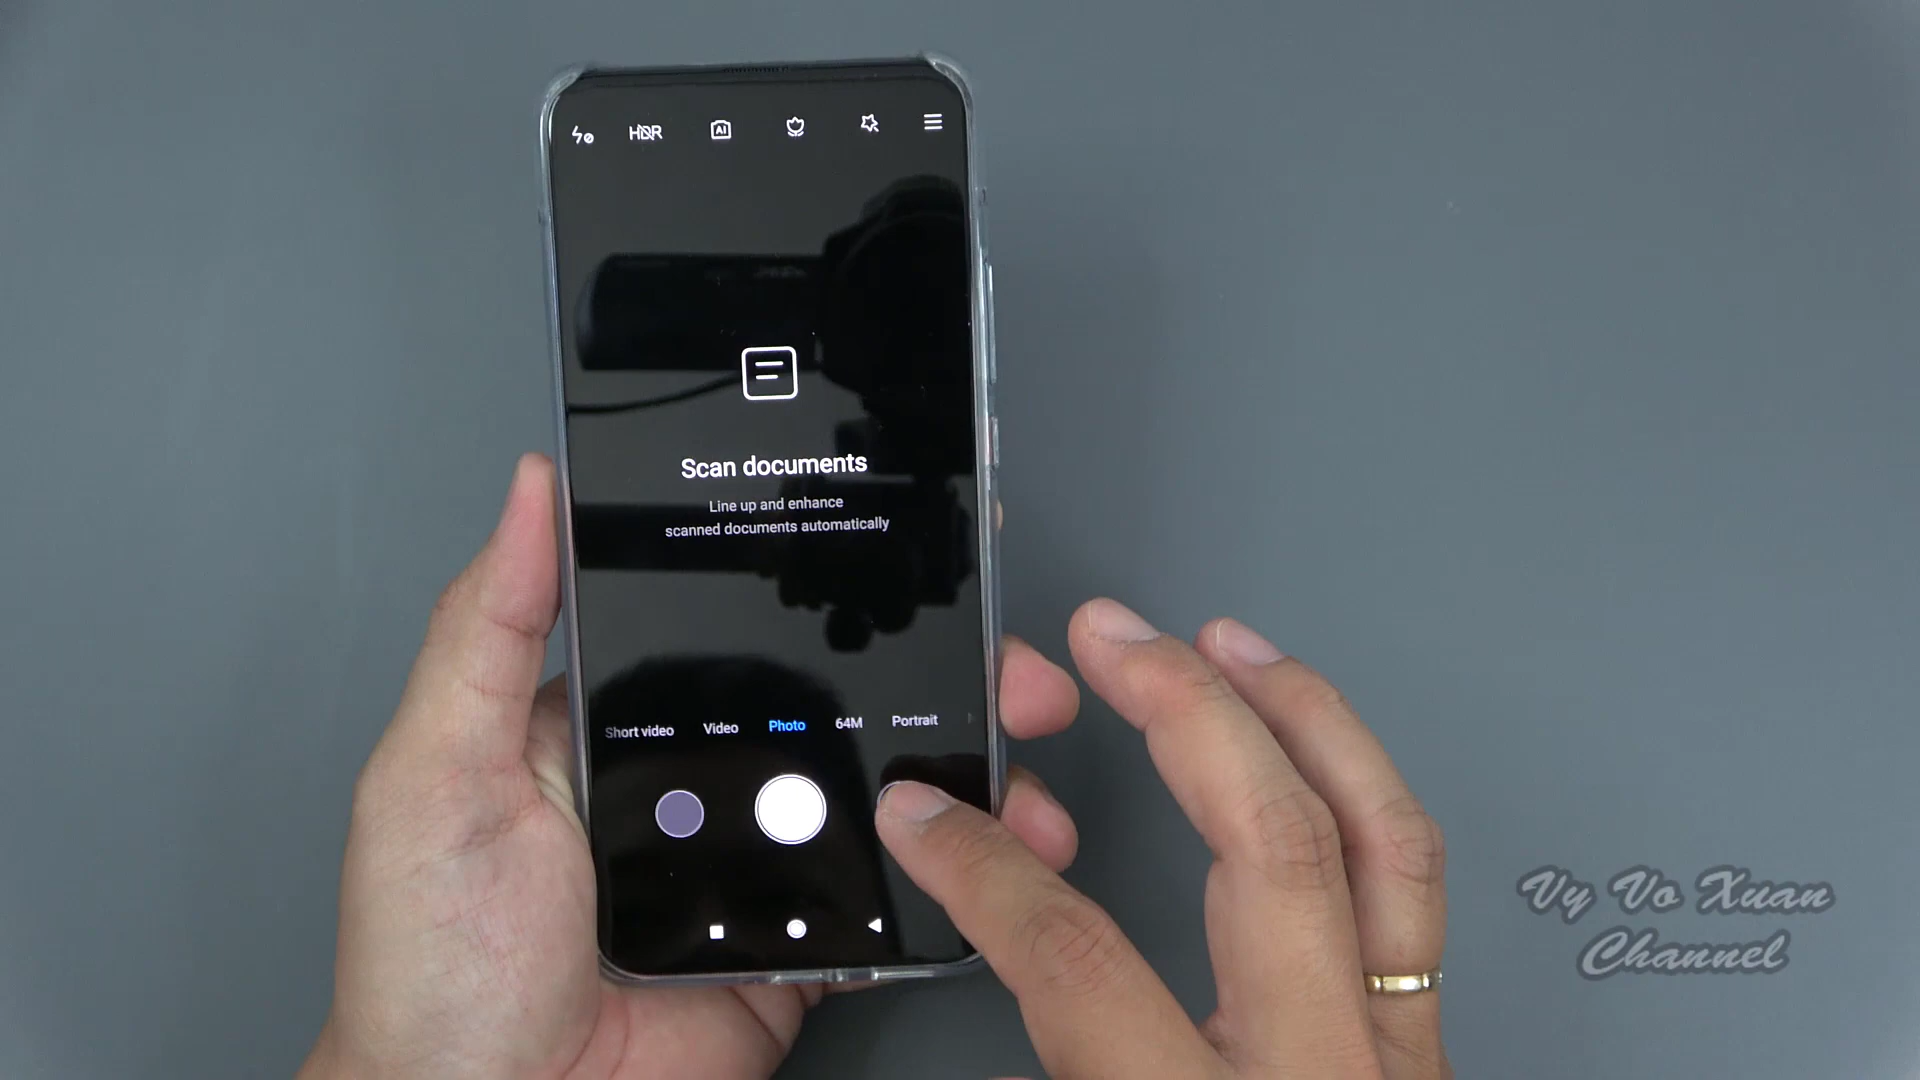 HDR
AI
Scan documents
Line up and enhance
scanned documents automatically
Short video Video Photo 64M Portrait
Vy Vo Xuan
Channel